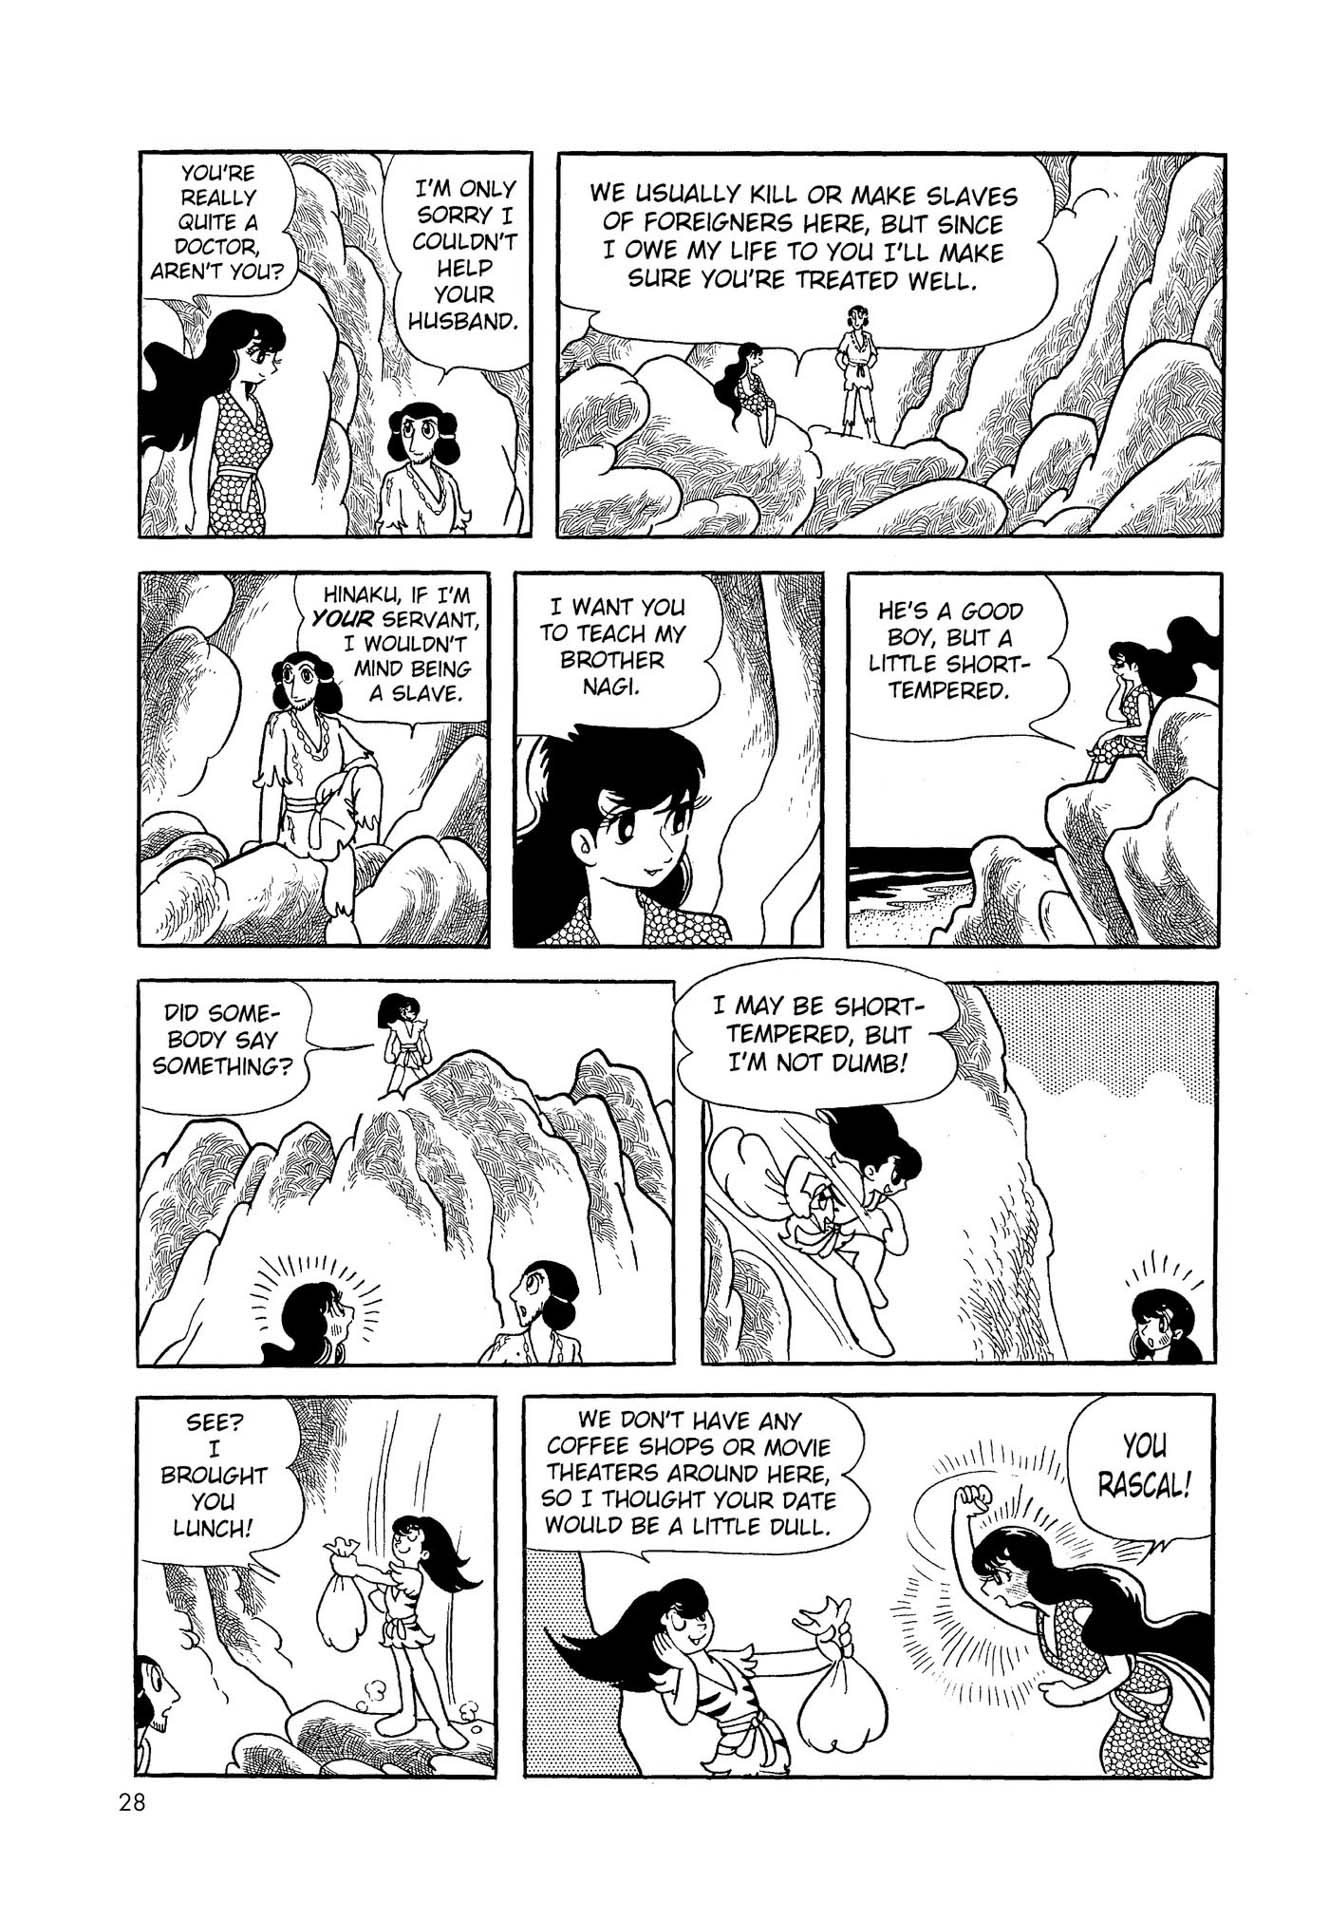 YOU'RE
REALLY
QUITE A
DOCTOR,
AREN'T YOU?
I'M ONLY
SORRY I
COULDN'T
HELP
YOUR
HUSBAND.
WE USUALLY KILL OR MAKE SLAVES
OF FOREIGNERS HERE, BUT SINCE
I OWE MY LIFE TO YOU I'LL MAKE
SURE YOU'RE TREATED WELL.
HINAKU, IF I'M
YOUR SERVANT,
I WOULDN'T
MIND BEING
A SLAVE.
I WANT YOU
TO TEACH MY
BROTHER
NAGI.
HE'S A GOOD
BOY, BUT A
LITTLE SHORT-
TEMPERED.
DID SOME-
BODY SAY
SOMETHING?
I MAY BE SHORT-
TEMPERED, BUT
I'M NOT DUMB!
SEE?
I
BROUGHT
YOU
LUNCH!
WE DON'T HAVE ANY
COFFEE SHOPS OR MOVIE
THEATERS AROUND HERE,
SO I THOUGHT YOUR DATE
WOULD BE A LITTLE DULL.
YOU
RASCAL!
28